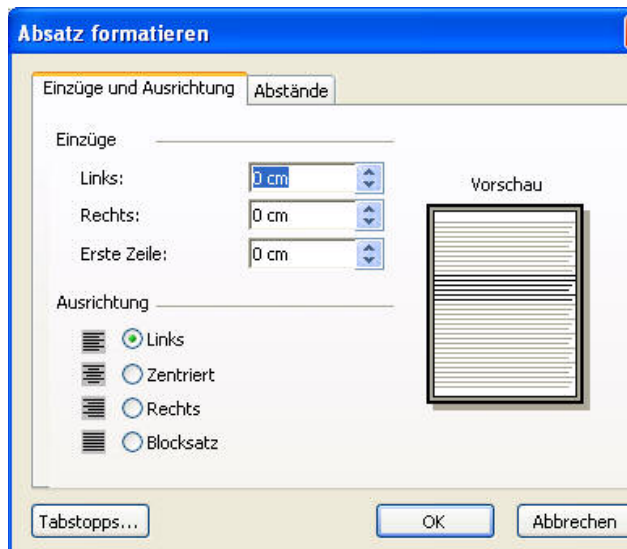 Absatz formatieren
Einzüge und Ausrichtung Abstände
Einzüge
Links: 0 cm
Vorschau
Rechts: 0 cm
Erste Zeile: 0 cm
Ausrichtung
Links
Zentriert
Rechts
Blocksatz
Tabstopps... OK Abbrechen